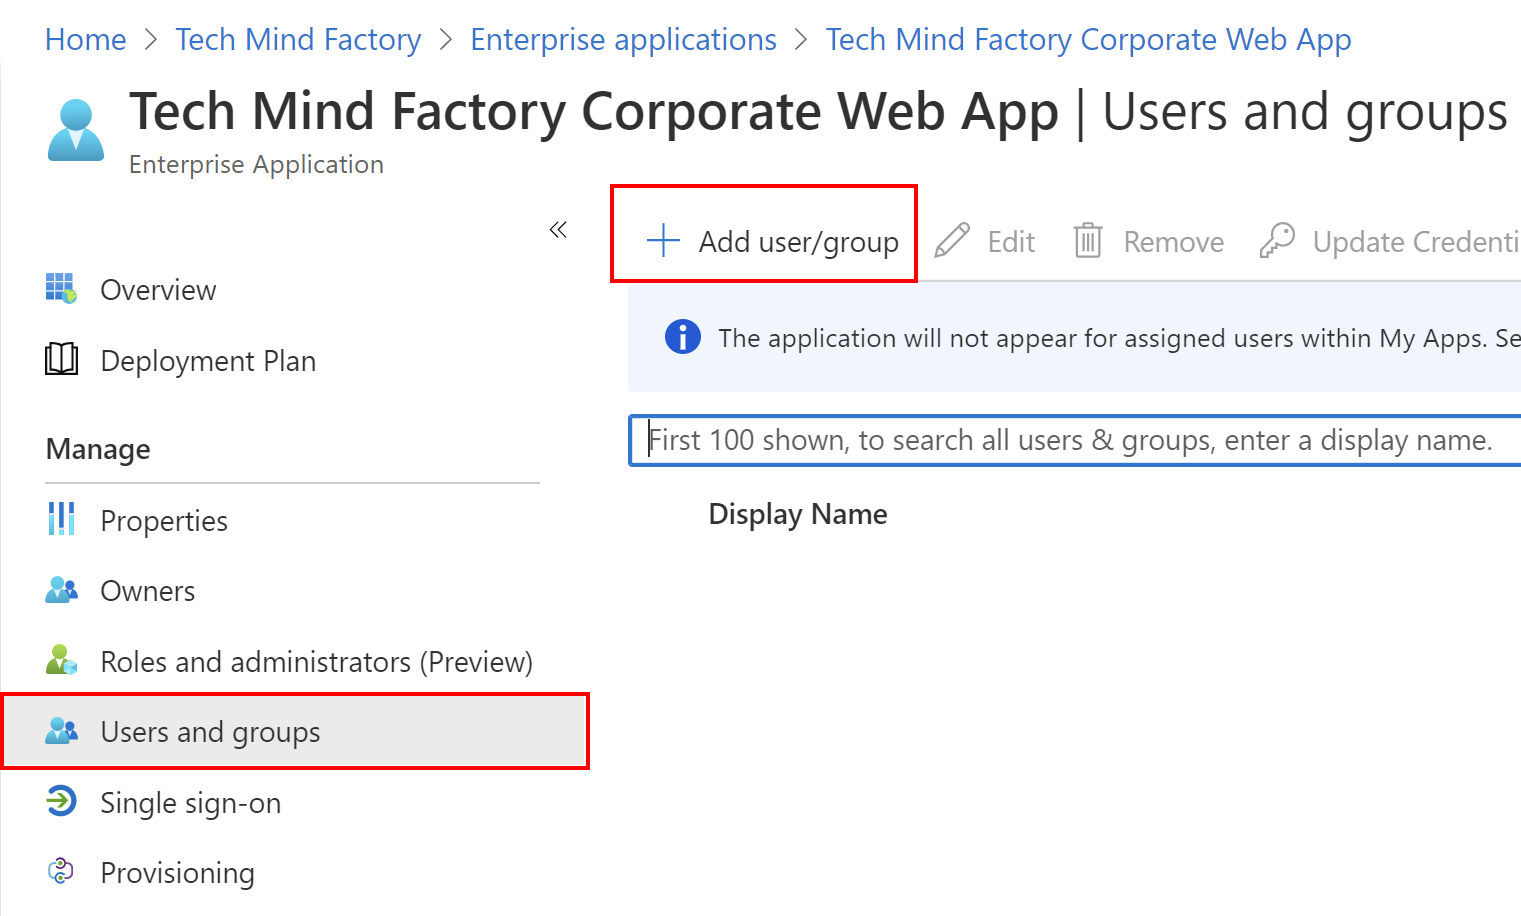 Home > Tech Mind Factory > Enterprise applications > Tech Mind Factory Corporate Web App
Tech Mind Factory Corporate Web App | Users and groups
Enterprise Application
Add user/group Edit Remove Update Credenti
Overview
Deployment Plan
Manage
Properties
Owners
Roles and administrators (Preview)
Users and groups
Single sign-on
Provisioning
The application will not appear for assigned users within My Apps. Se
First 100 shown, to search all users & groups, enter a display name.
Display Name